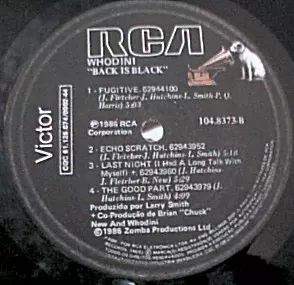 RCA
WHODINI
"BACK IS BLACK"
1 - FUGITIVE. 62944100
(J. Fletcher-J. Hutchins-L. Smith-P. Q.
Harris) 5:03
℗1986 RCA
Corporation
104.8373-B
2 - ECHO SCRATCH. 62943952
(J. Fletcher-J. Hutchins-L. Smith) 5:18
3 - LAST NIGHT (I Had A Long Talk With
Myself) +. 62943960 (J. Hutchins-
J. Fletcher-R. New) 5:29
4 - THE GOOD PART. 62943979 (J.
Hutchins-L. Smith) 4:09
Produzido por Larry Smith
+ Co-Produção de Brian "Chuck"
New And Whodini
℗1986 Zomba Productions Ltd
Victor